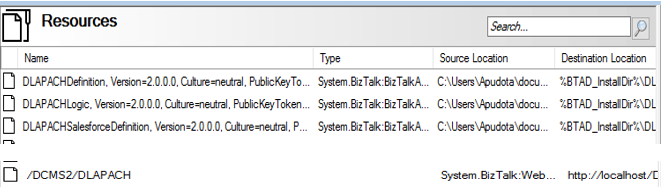 Resources
Search...
Name Type Source Location Destination Location
DLAPACHDefinition, Version=2.0.0.0, Culture=neutral, PublicKeyTo... System.BizTalk:BizTalkA... C:\Users\Apudota\docu... %BTAD_InstallDir%\DL
DLAPACHLogic, Version=2.0.0.0, Culture=neutral, PublicKeyToken... System.BizTalk:BizTalkA... C:\Users\Apudota\docu... %BTAD_InstallDir%\DL
DLAPACHSalesforceDefinition, Version=2.0.0.0, Culture=neutral, P... System.BizTalk:BizTalkA... C:\Users\Apudota\docu... %BTAD_InstallDir%\DL
/DCMS2/DLAPACH System.BizTalk:Web... http://localhost/D